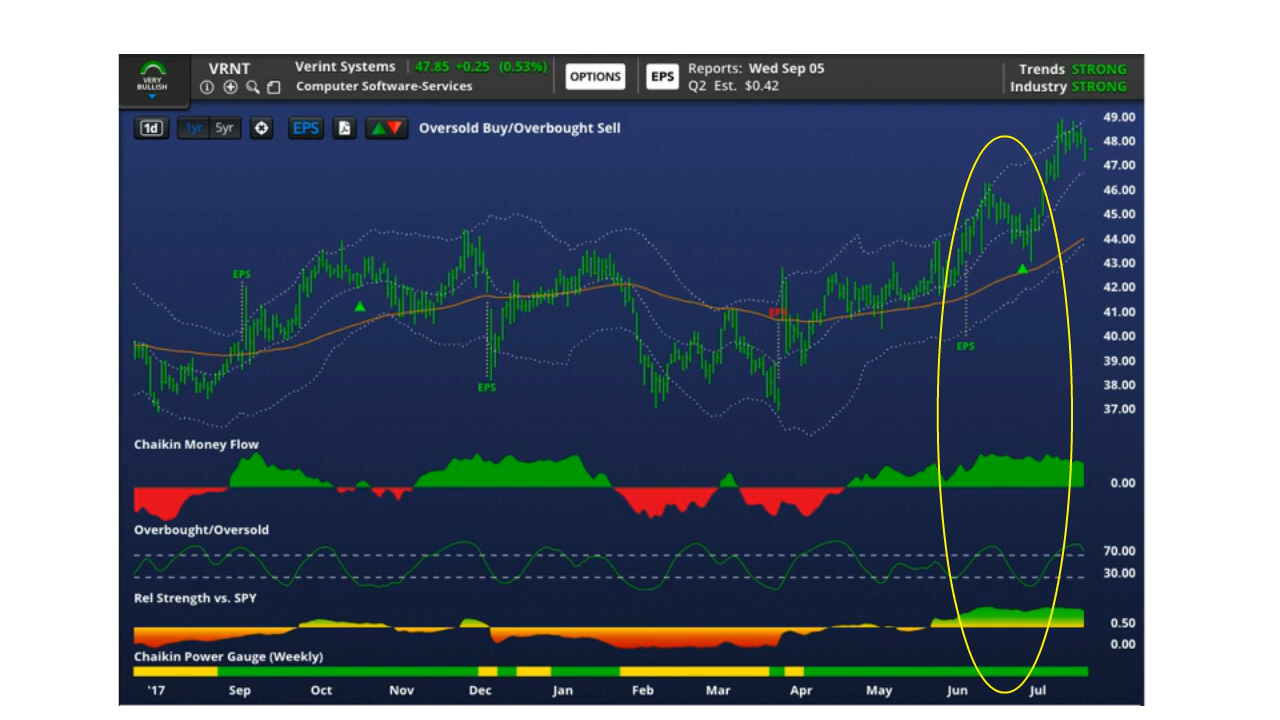 VERY
BULLISH
VRNT
Verint Systems | 47.85 +0.25 (0.53%)
Computer Software-Services
OPTIONS
EPS
Reports: Wed Sep 05
Q2 Est. $0.42
Trends STRONG
Industry STRONG
1d
1yr
5yr
EPS
Oversold Buy/Overbought Sell
49.00
48.00
47.00
46.00
45.00
44.00
43.00
42.00
41.00
40.00
39.00
38.00
37.00
EPS
EPS
EPS
EPS
Chaikin Money Flow
0.00
Overbought/Oversold
70.00
30.00
Rel Strength vs. SPY
0.50
0.00
Chaikin Power Gauge (Weekly)
'17 Sep Oct Nov Dec Jan Feb Mar Apr May Jun Jul